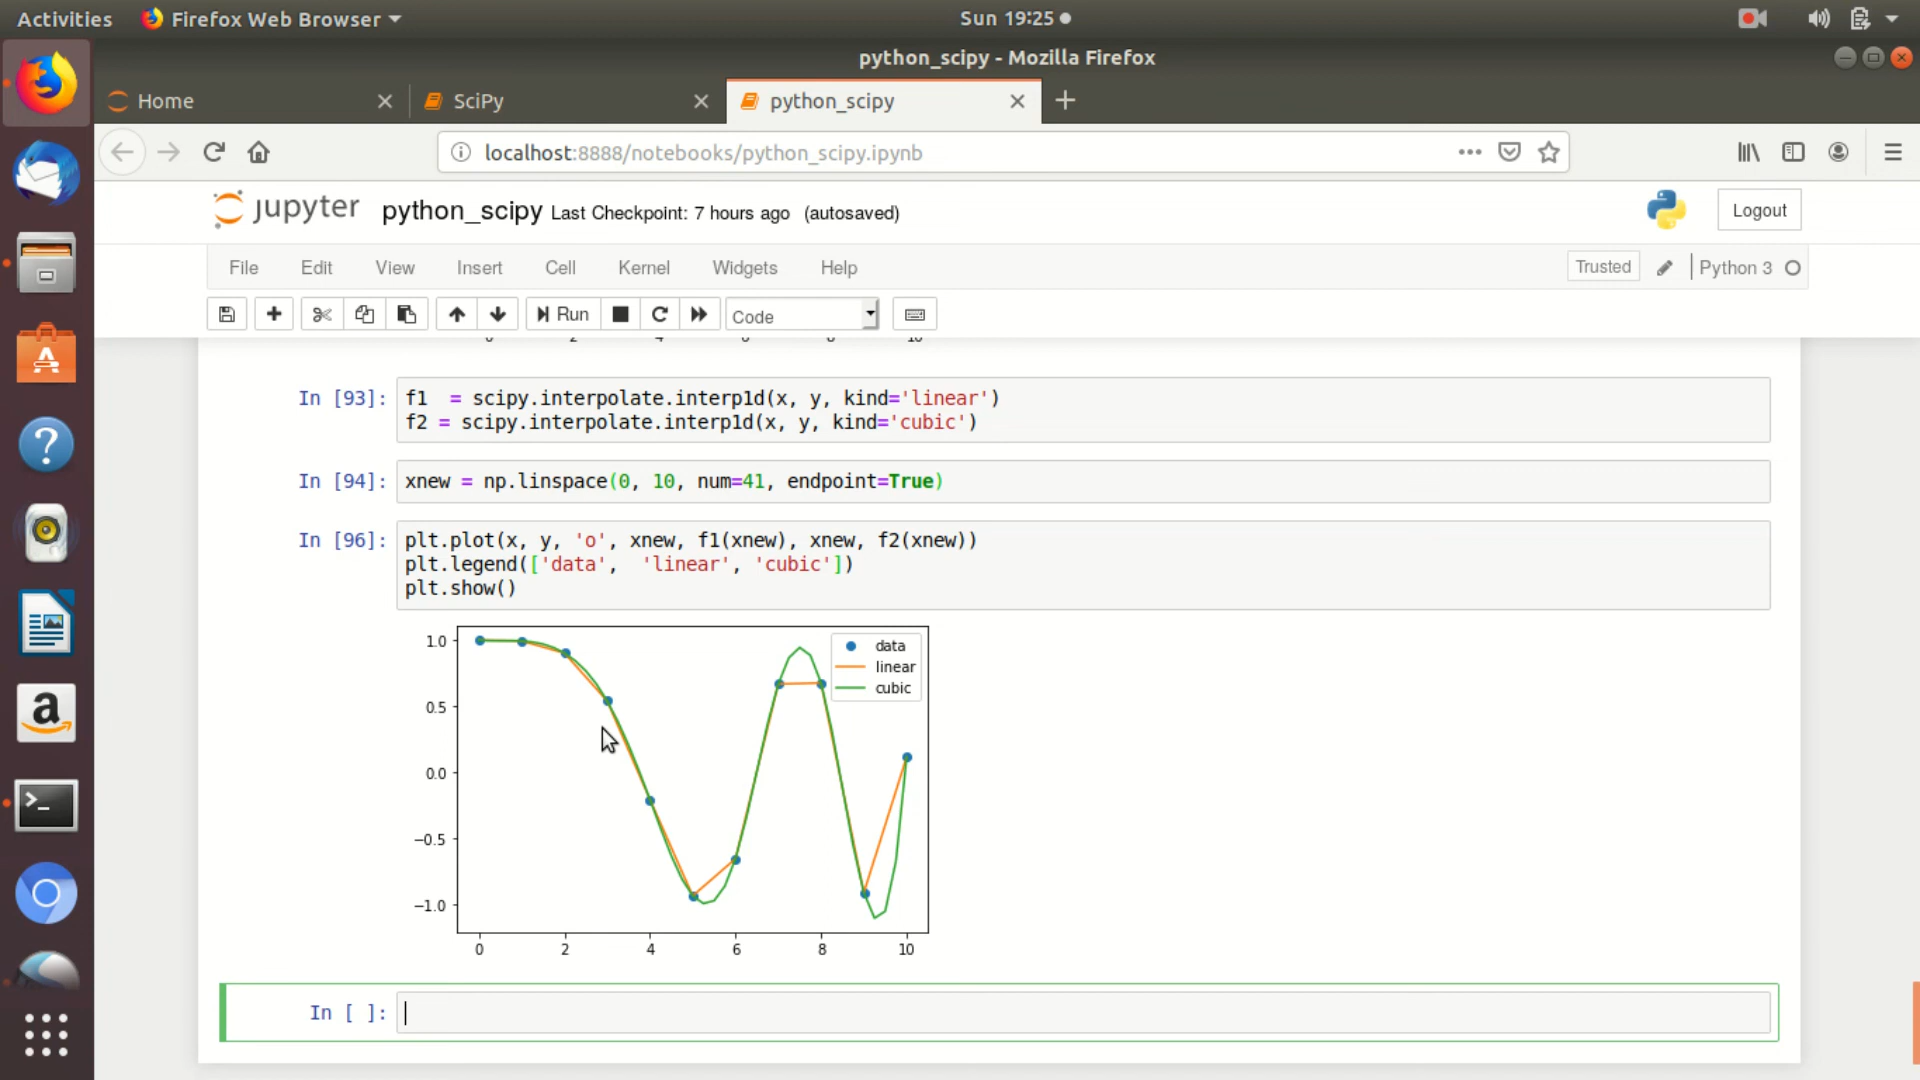 Activities
Firefox Web Browser
Sun 19:25
python_scipy - Mozilla Firefox
Home
SciPy
python_scipy
localhost:8888/notebooks/python_scipy.ipynb
jupyter
python_scipy Last Checkpoint: 7 hours ago (autosaved)
Logout
File Edit View Insert Cell Kernel Widgets Help
Trusted
Python 3
Run
Code
In [93]:
f1  = scipy.interpolate.interp1d(x, y, kind='linear')
f2 = scipy.interpolate.interp1d(x, y, kind='cubic')
In [94]:
xnew = np.linspace(0, 10, num=41, endpoint=True)
In [96]:
plt.plot(x, y, 'o', xnew, f1(xnew), xnew, f2(xnew))
plt.legend(['data',  'linear', 'cubic'])
plt.show()
1.0
0.5
0.0
−0.5
−1.0
data
linear
cubic
0 2 4 6 8 10
In [ ]: